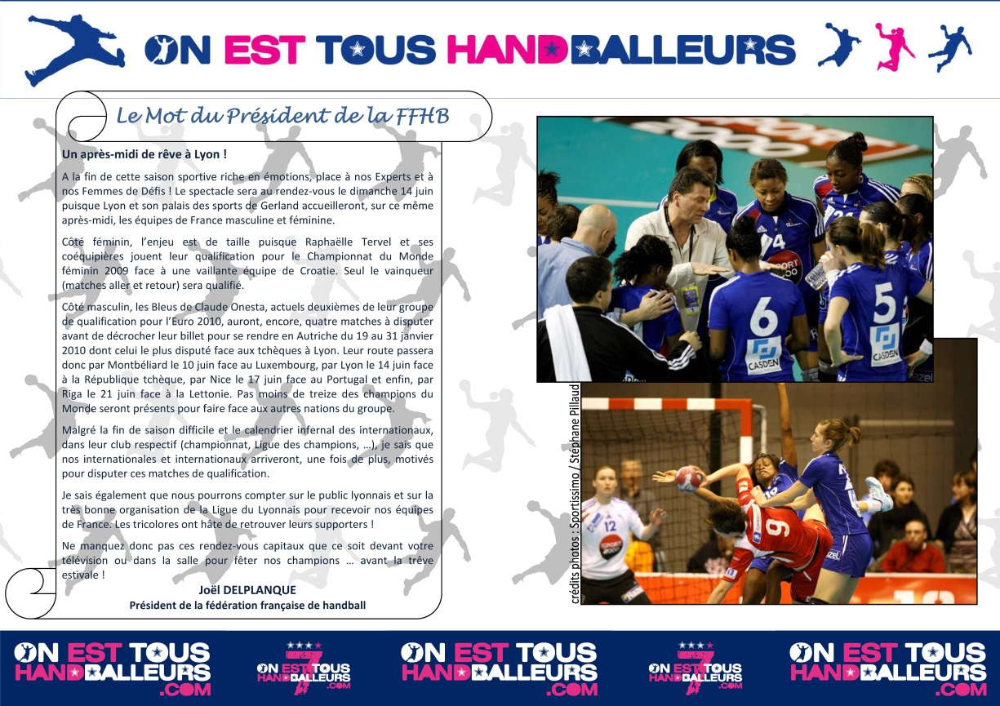 ON EST TOUS HANDBALLEURS
Le Mot du Président de la FFHB
Un après-midi de rêve à Lyon !
A la fin de cette saison sportive riche en émotions, place à nos Experts et à
nos Femmes de Défis ! Le spectacle sera au rendez-vous le dimanche 14 juin
puisque Lyon et son palais des sports de Gerland accueilleront, sur ce même
après-midi, les équipes de France masculine et féminine.
Côté féminin, l'enjeu est de taille puisque Raphaëlle Tervel et ses
coéquipières jouent leur qualification pour le Championnat du Monde
féminin 2009 face à une vaillante équipe de Croatie. Seul le vainqueur
(matches aller et retour) sera qualifié.
Côté masculin, les Bleus de Claude Onesta, actuels deuxièmes de leur groupe
de qualification pour l'Euro 2010, auront, encore, quatre matches à disputer
avant de décrocher leur billet pour se rendre en Autriche du 19 au 31 janvier
2010 dont celui le plus disputé face aux tchèques à Lyon. Leur route passera
donc par Montbéliard le 10 juin face au Luxembourg, par Lyon le 14 juin face
à la République tchèque, par Nice le 17 juin face au Portugal et enfin, par
Riga le 21 juin face à la Lettonie. Pas moins de treize des champions du
Monde seront présents pour faire face aux autres nations du groupe.
Malgré la fin de saison difficile et le calendrier infernal des internationaux,
dans leur club respectif (championnat, Ligue des champions, …), je sais que
nos internationales et internationaux arriveront, une fois de plus, motivés
pour disputer ces matches de qualification.
Je sais également que nous pourrons compter sur le public lyonnais et sur la
très bonne organisation de la Ligue du Lyonnais pour recevoir nos équipes
de France. Les tricolores ont hâte de retrouver leurs supporters !
Ne manquez donc pas ces rendez-vous capitaux que ce soit devant votre
télévision ou dans la salle pour fêter nos champions … avant la trêve
estivale !
Joël DELPLANQUE
Président de la fédération française de handball
SPORT
2000
4
SPORT
2000
6
CASDEN
5
CASDEN
crédits photos : Sportissimo / Stéphane Pillaud
12
SPORT
2000
9
ON EST TOUS
HANDBALLEURS
.COM
7
ON EST TOUS
HANDBALLEURS
.COM
ON EST TOUS
HANDBALLEURS
.COM
7
ON EST TOUS
HANDBALLEURS
.COM
ON EST TOUS
HANDBALLEURS
.COM